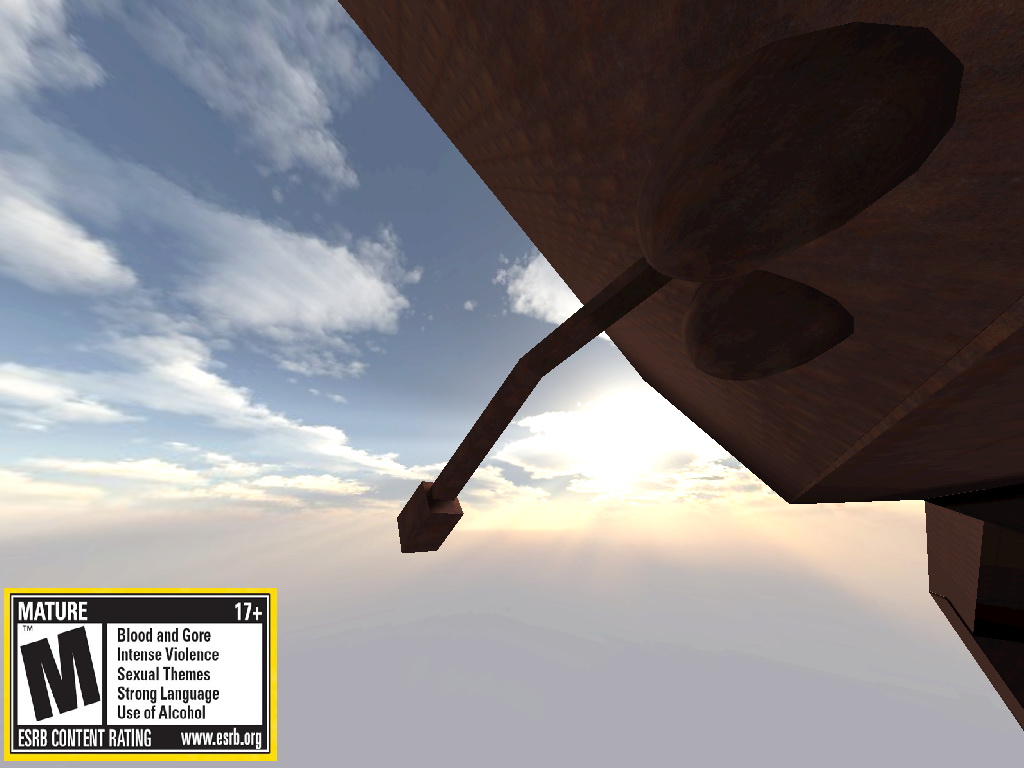 MATURE 17+
™
M
Blood and Gore
Intense Violence
Sexual Themes
Strong Language
Use of Alcohol
ESRB CONTENT RATING www.esrb.org